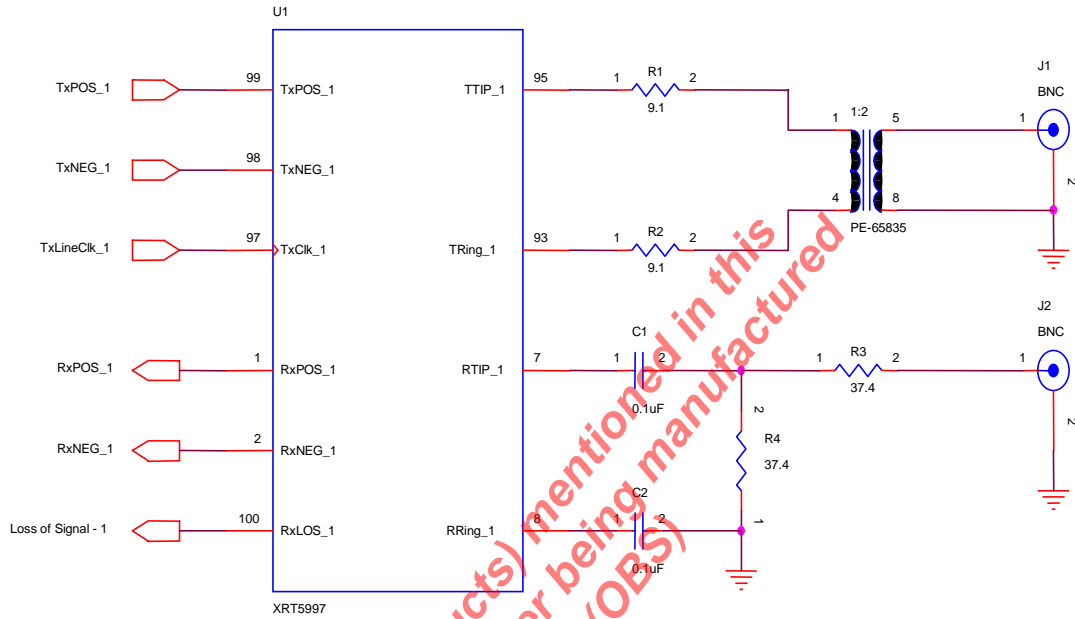 U1
J1
BNC
TxPOS_1
99
TxPOS_1
TTIP_1
95
1
R1
2
9.1
1:2
1
5
4
8
PE-65835
1
2
TxNEG_1
98
TxNEG_1
TxLineClk_1
97
TxClk_1
TRing_1
93
1
R2
2
9.1
J2
BNC
RxPOS_1
1
RxPOS_1
RTIP_1
7
1
C1
2
0.1uF
1
R3
2
37.4
1
2
2
R4
37.4
1
RxNEG_1
2
RxNEG_1
Loss of Signal - 1
100
RxLOS_1
RRing_1
8
1
C2
2
0.1uF
XRT5997
ucts) mentioned in this
er being manufactured
(OBS)